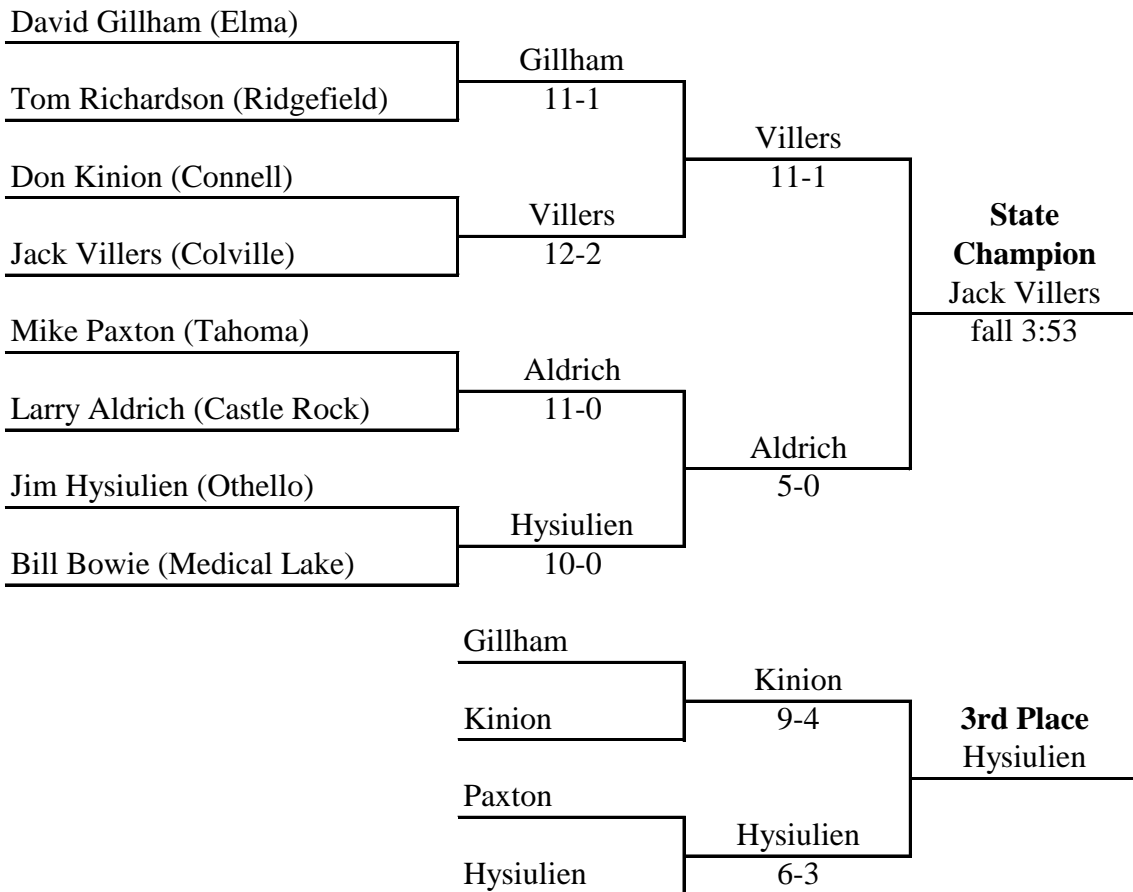 David Gillham (Elma)
Gillham
Tom Richardson (Ridgefield)
11-1
Villers
Don Kinion (Connell)
11-1
Villers
State
Jack Villers (Colville)
12-2
Champion
Jack Villers
Mike Paxton (Tahoma)
fall 3:53
Aldrich
Larry Aldrich (Castle Rock)
11-0
Aldrich
Jim Hysiulien (Othello)
5-0
Hysiulien
Bill Bowie (Medical Lake)
10-0
Gillham
Kinion
Kinion
9-4
3rd Place
Hysiulien
Paxton
Hysiulien
Hysiulien
6-3